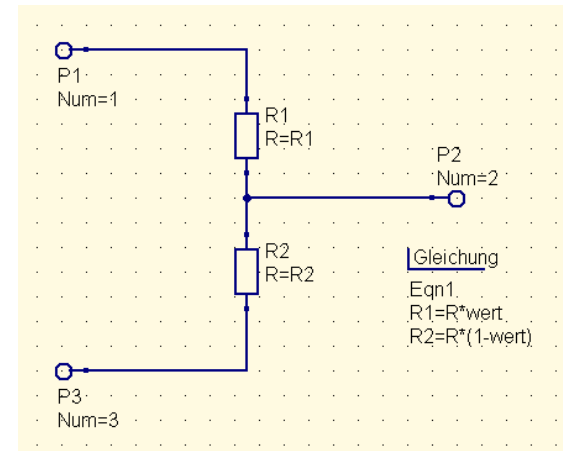 P1
Num=1
R1
R=R1
P2
Num=2
R2
R=R2
Gleichung
Eqn1
R1=R*wert
R2=R*(1-wert)
P3
Num=3